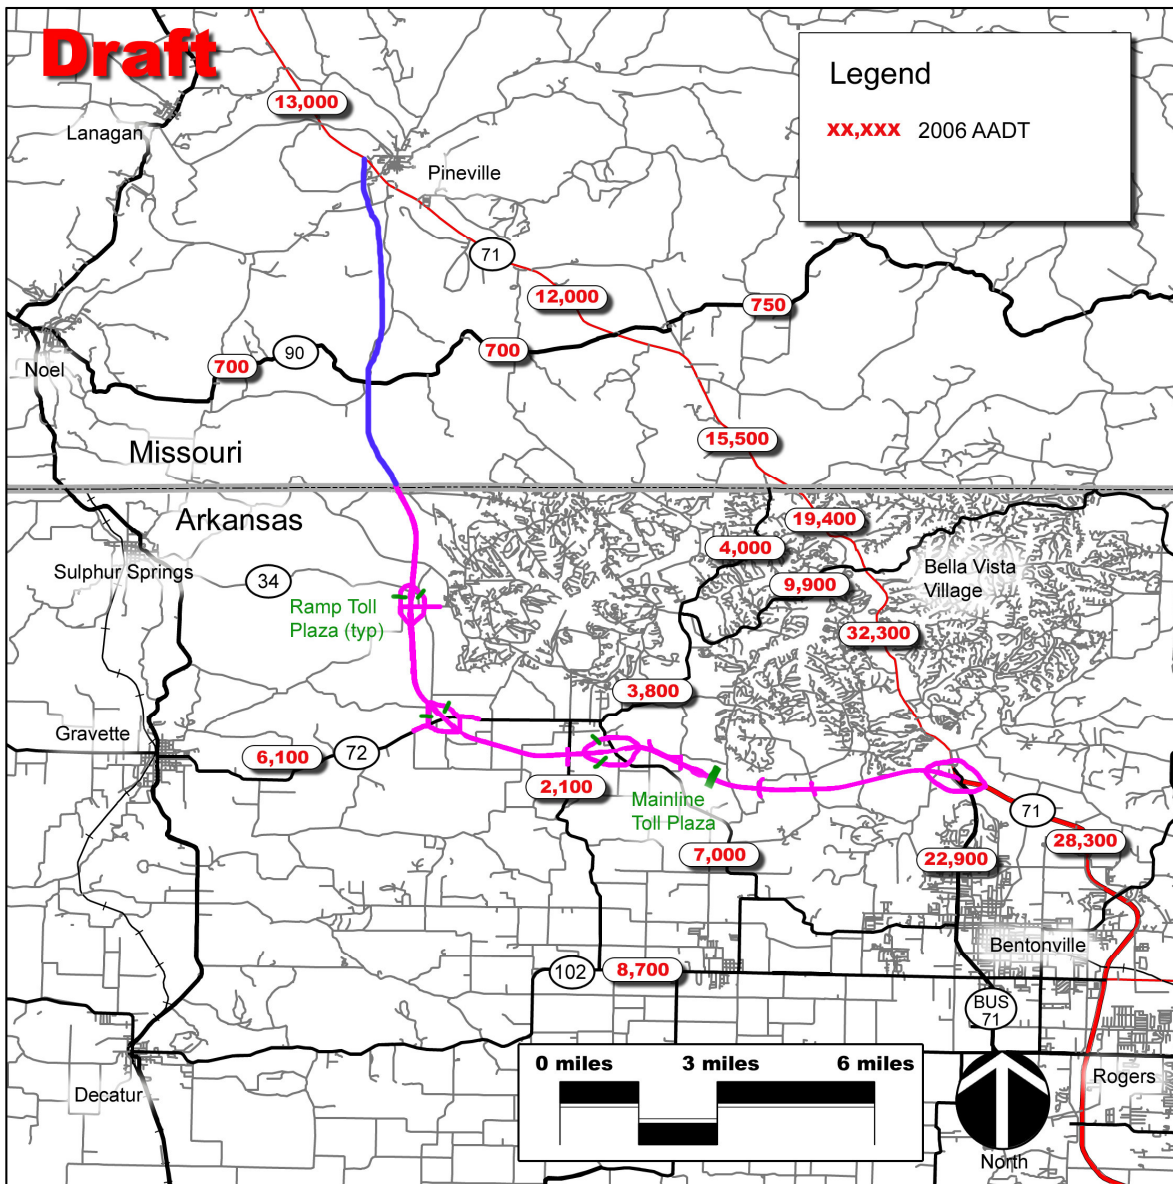 Draft
Legend
xx,xxx 2006 AADT
13,000
Lanagan
Pineville
71
12,000
750
90
700
700
Noel
15,500
Missouri
Arkansas
19,400
4,000
Sulphur Springs
34
9,900
Bella Vista
Village
Ramp Toll
Plaza (typ)
32,300
3,800
Gravette
6,100
72
2,100
Mainline
Toll Plaza
71
28,300
7,000
22,900
Bentonville
102
8,700
BUS
71
0 miles 3 miles 6 miles
Rogers
Decatur
North